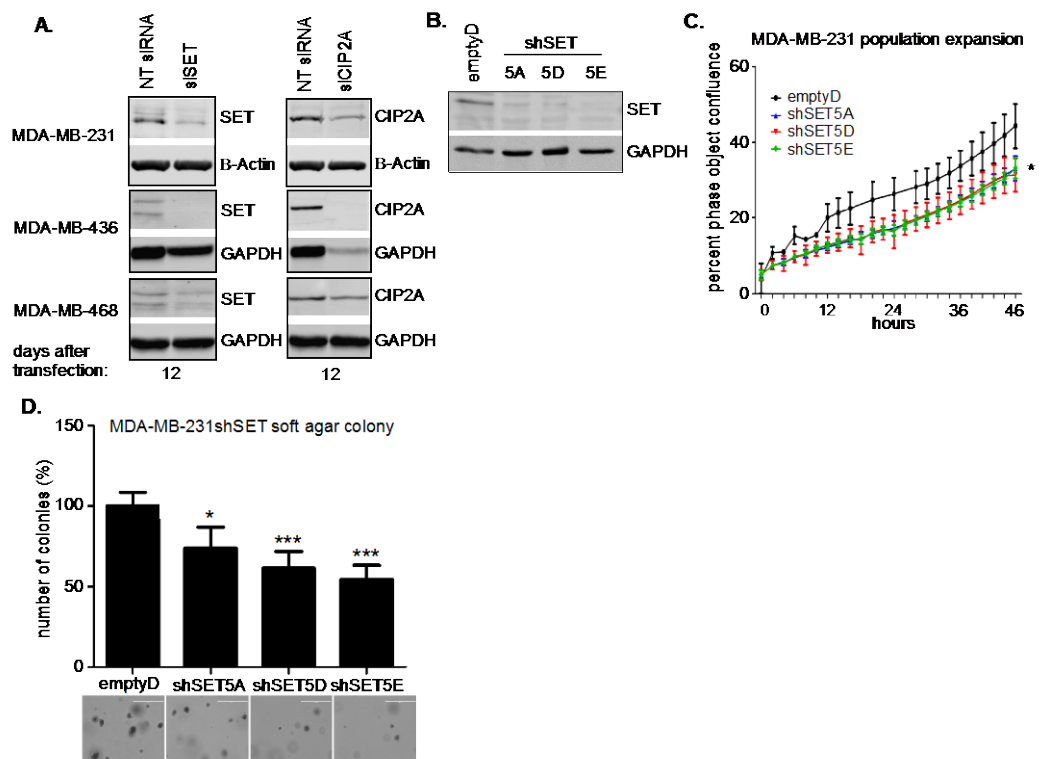 A.
NT siRNA
siSET
NT siRNA
siCIP2A
MDA-MB-231
SET
B-Actin
CIP2A
B-Actin
MDA-MB-436
SET
GAPDH
CIP2A
GAPDH
MDA-MB-468
SET
GAPDH
CIP2A
GAPDH
days after
transfection:
12
12
B.
emptyD
shSET
5A 5D 5E
SET
GAPDH
C.
MDA-MB-231 population expansion
percent phase object confluence
60
40
20
0
emptyD
shSET5A
shSET5D
shSET5E
*
0 12 24 36 46
hours
D.
MDA-MB-231shSET soft agar colony
number of colonies (%)
150
100
50
0
*
***
***
emptyD shSET5A shSET5D shSET5E